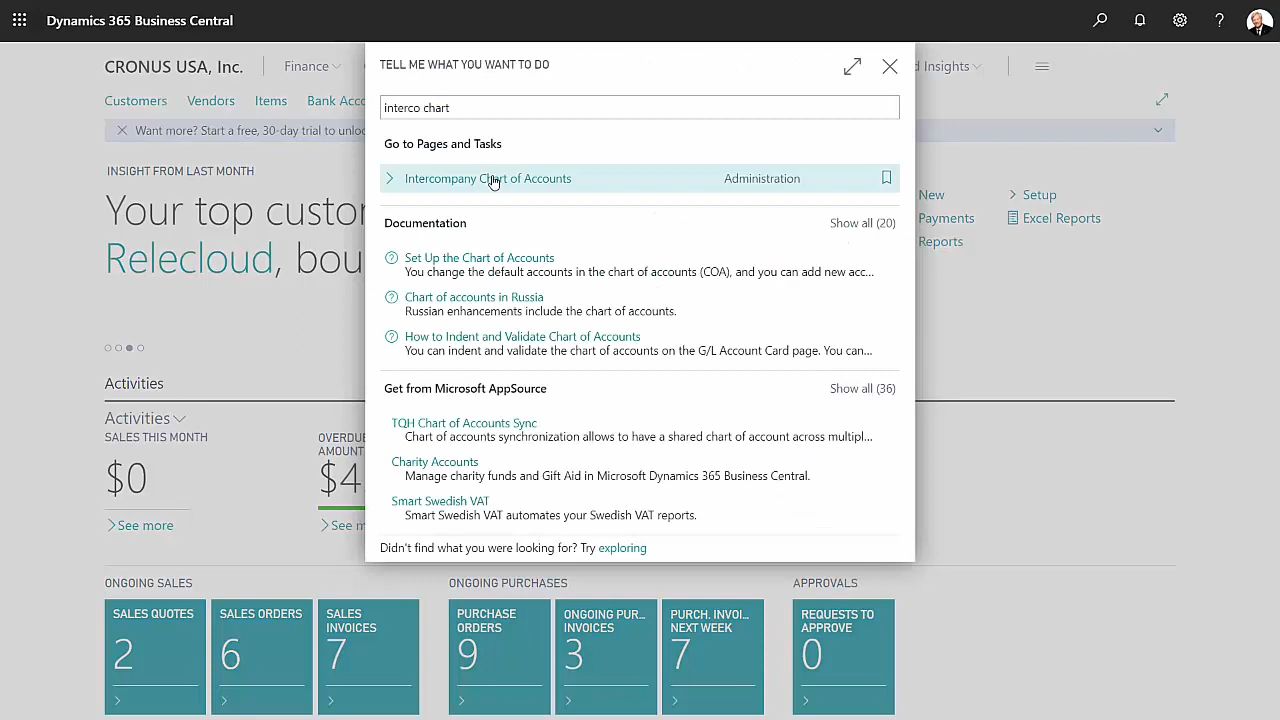 Dynamics 365 Business Central
CRONUS USA, Inc.
Finance
d Insights
Customers
Vendors
Items
Bank Acco
Want more? Start a free, 30-day trial to unloc
INSIGHT FROM LAST MONTH
Your top custo
Relecloud, bou
New
Payments
Reports
Setup
Excel Reports
TELL ME WHAT YOU WANT TO DO
interco chart
Go to Pages and Tasks
Intercompany Chart of Accounts
Administration
Documentation
Show all (20)
Set Up the Chart of Accounts
You change the default accounts in the chart of accounts (COA), and you can add new acc...
Chart of accounts in Russia
Russian enhancements include the chart of accounts.
How to Indent and Validate Chart of Accounts
You can indent and validate the chart of accounts on the G/L Account Card page. You can...
Get from Microsoft AppSource
Show all (36)
TQH Chart of Accounts Sync
Chart of accounts synchronization allows to have a shared chart of account across multipl...
Charity Accounts
Manage charity funds and Gift Aid in Microsoft Dynamics 365 Business Central.
Smart Swedish VAT
Smart Swedish VAT automates your Swedish VAT reports.
Didn't find what you were looking for? Try exploring
Activities
Activities
SALES THIS MONTH
$0
See more
OVERDU
AMOUNT
$4
See m
ONGOING SALES
SALES QUOTES
2
SALES ORDERS
6
SALES
INVOICES
7
ONGOING PURCHASES
PURCHASE
ORDERS
9
ONGOING PUR...
INVOICES
3
PURCH. INVOI...
NEXT WEEK
7
APPROVALS
REQUESTS TO
APPROVE
0